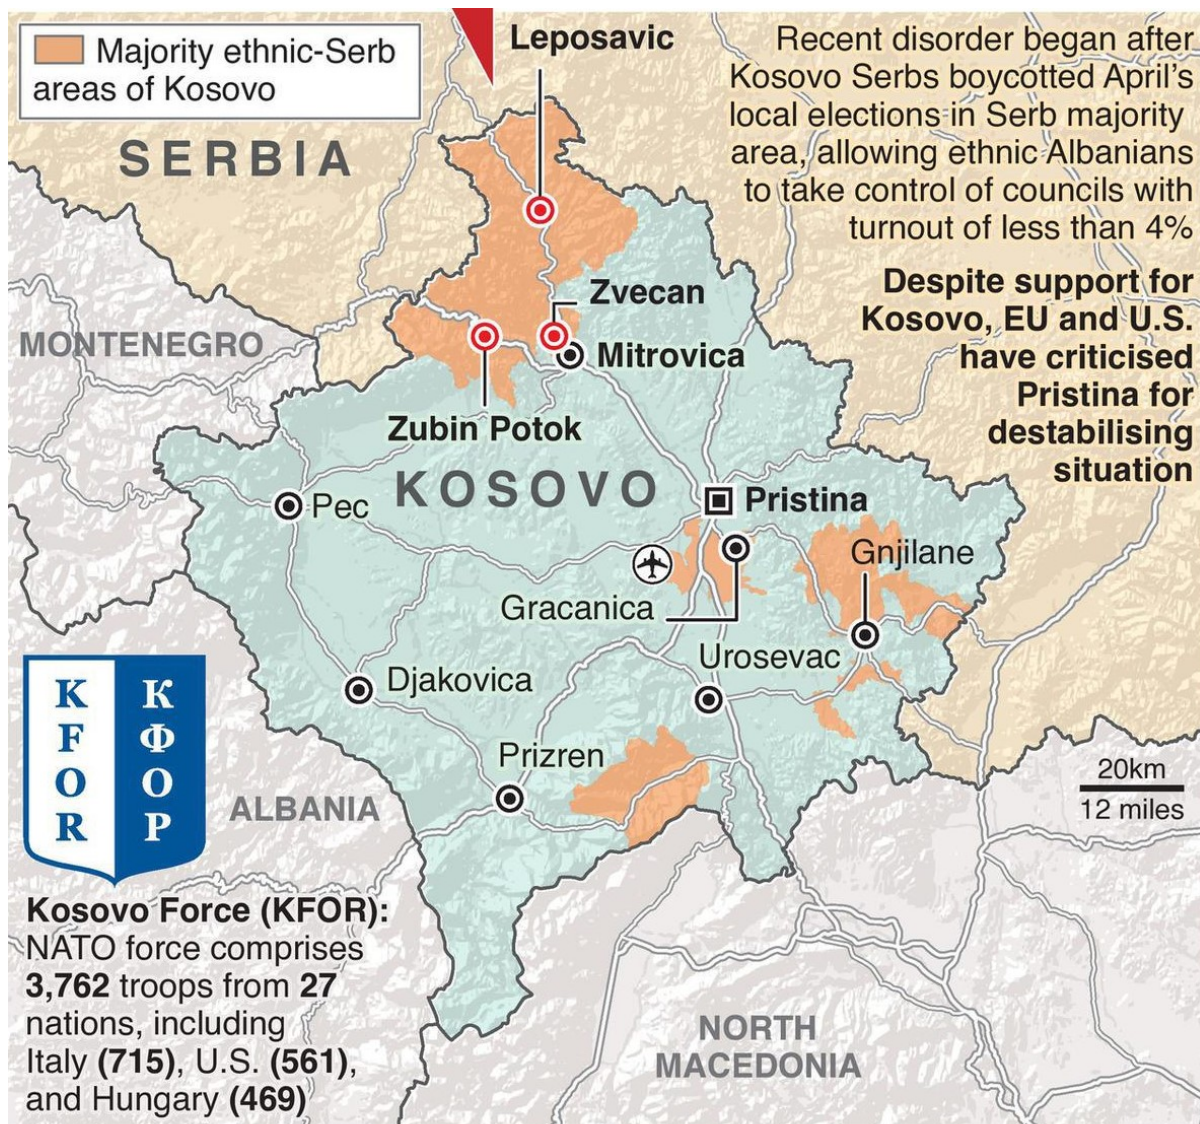 Majority ethnic-Serb
areas of Kosovo
Leposavic
Recent disorder began after
Kosovo Serbs boycotted April's
local elections in Serb majority
area, allowing ethnic Albanians
to take control of councils with
turnout of less than 4%
SERBIA
Despite support for
Kosovo, EU and U.S.
have criticised
Pristina for
destabilising
situation
Zvecan
MONTENEGRO
Mitrovica
Zubin Potok
KOSOVO
Pec
Pristina
Gnjilane
Gracanica
Urosevac
Djakovica
Prizren
ALBANIA
20km
12 miles
KFOR
КФОР
Kosovo Force (KFOR):
NATO force comprises
3,762 troops from 27
nations, including
Italy (715), U.S. (561),
and Hungary (469)
NORTH
MACEDONIA